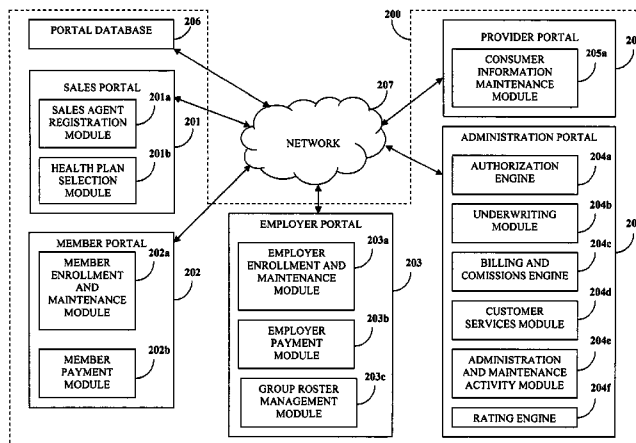 PORTAL DATABASE
206
SALES PORTAL
201a
SALES AGENT
REGISTRATION
MODULE
201
201b
HEALTH PLAN
SELECTION
MODULE
MEMBER PORTAL
202a
MEMBER
ENROLLMENT
AND
MAINTENANCE
MODULE
202
202b
MEMBER
PAYMENT
MODULE
200
207
NETWORK
EMPLOYER PORTAL
203a
EMPLOYER
ENROLLMENT AND
MAINTENANCE
MODULE
203
203b
EMPLOYER
PAYMENT
MODULE
203c
GROUP ROSTER
MANAGEMENT
MODULE
PROVIDER PORTAL
205a
CONSUMER
INFORMATION
MAINTENANCE
MODULE
ADMINISTRATION PORTAL
204a
AUTHORIZATION
ENGINE
204b
UNDERWRITING
MODULE
204c
BILLING AND
COMISSIONS ENGINE
204d
CUSTOMER
SERVICES MODULE
204e
ADMINISTRATION
AND MAINTENANCE
ACTIVITY MODULE
204f
RATING ENGINE